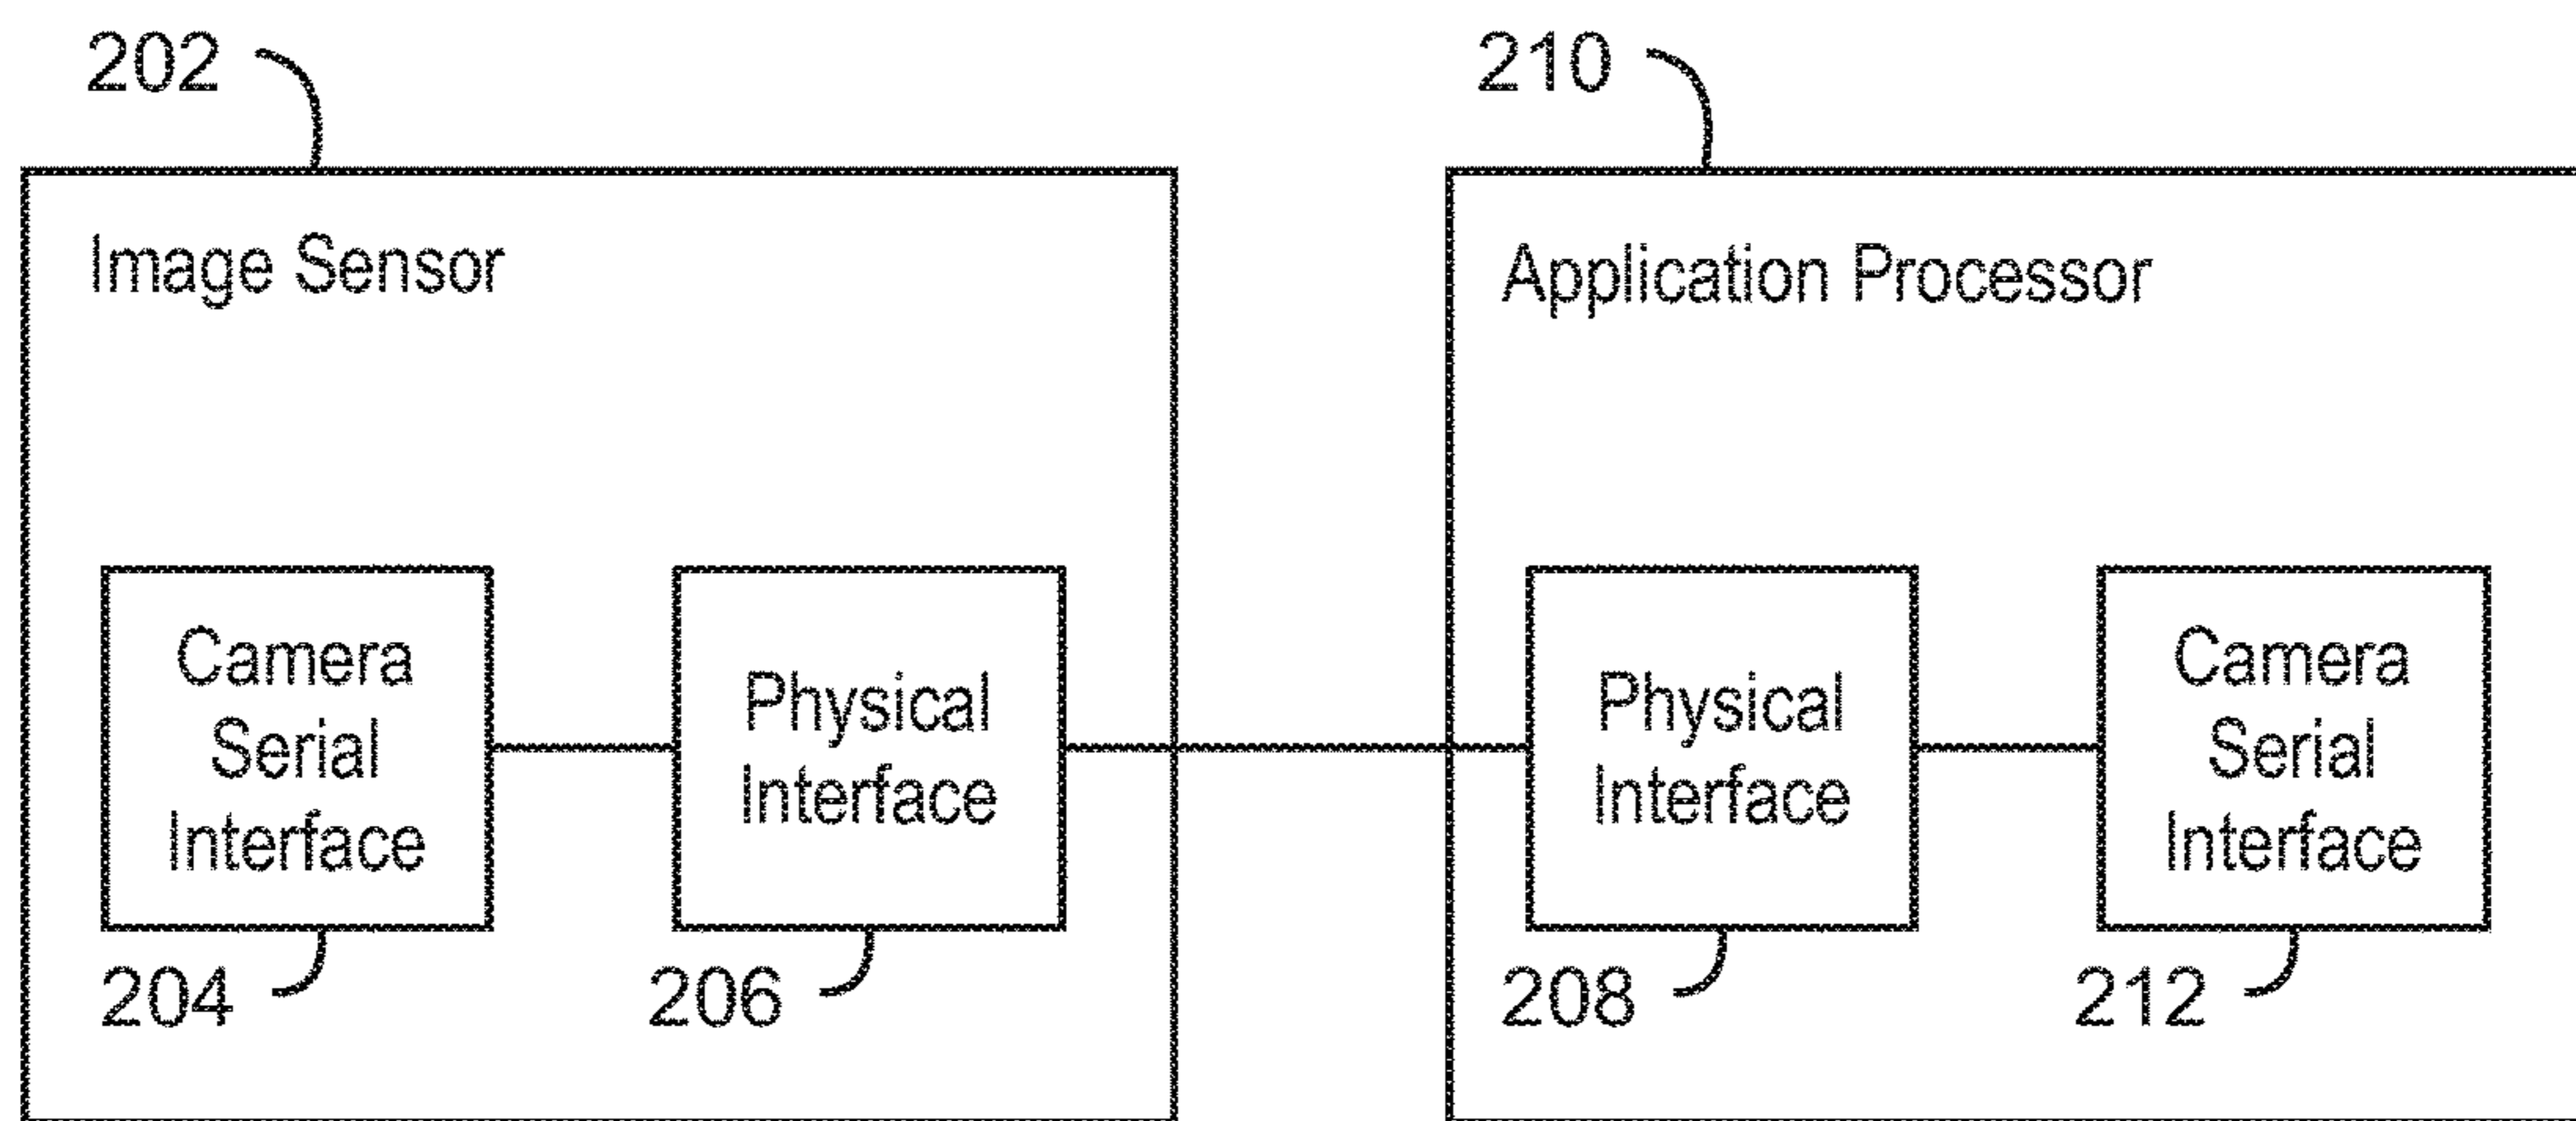 202
210
Image Sensor
Application Processor
Camera
Serial
Interface
Physical
Interface
Physical
Interface
Camera
Serial
Interface
204
206
208
212